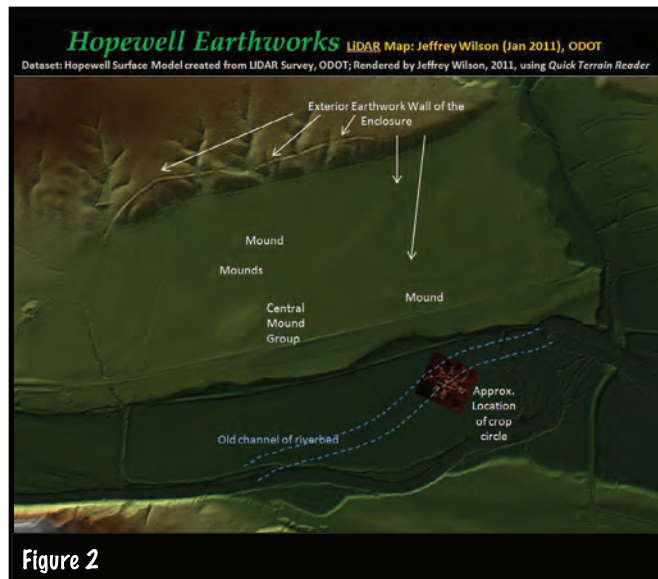 Hopewell Earthworks LiDAR Map: Jeffrey Wilson (Jan 2011), ODOT
Dataset: Hopewell Surface Model created from LIDAR Survey, ODOT; Rendered by Jeffrey Wilson, 2011, using Quick Terrain Reader
Exterior Earthwork Wall of the
Enclosure
Mound
Mounds
Mound
Central
Mound
Group
Approx.
Location
of crop
circle
Old channel of riverbed
Figure 2